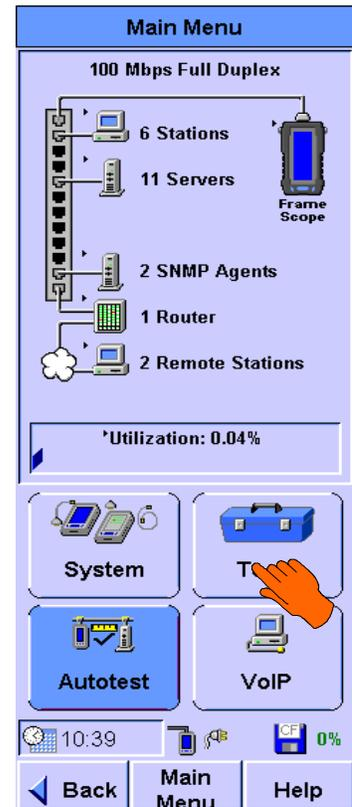 Main Menu
100 Mbps Full Duplex
6 Stations
11 Servers
Frame
Scope
2 SNMP Agents
1 Router
2 Remote Stations
Utilization: 0.04%
System
Autotest
VoIP
10:39
CF
0%
Back
Main
Menu
Help